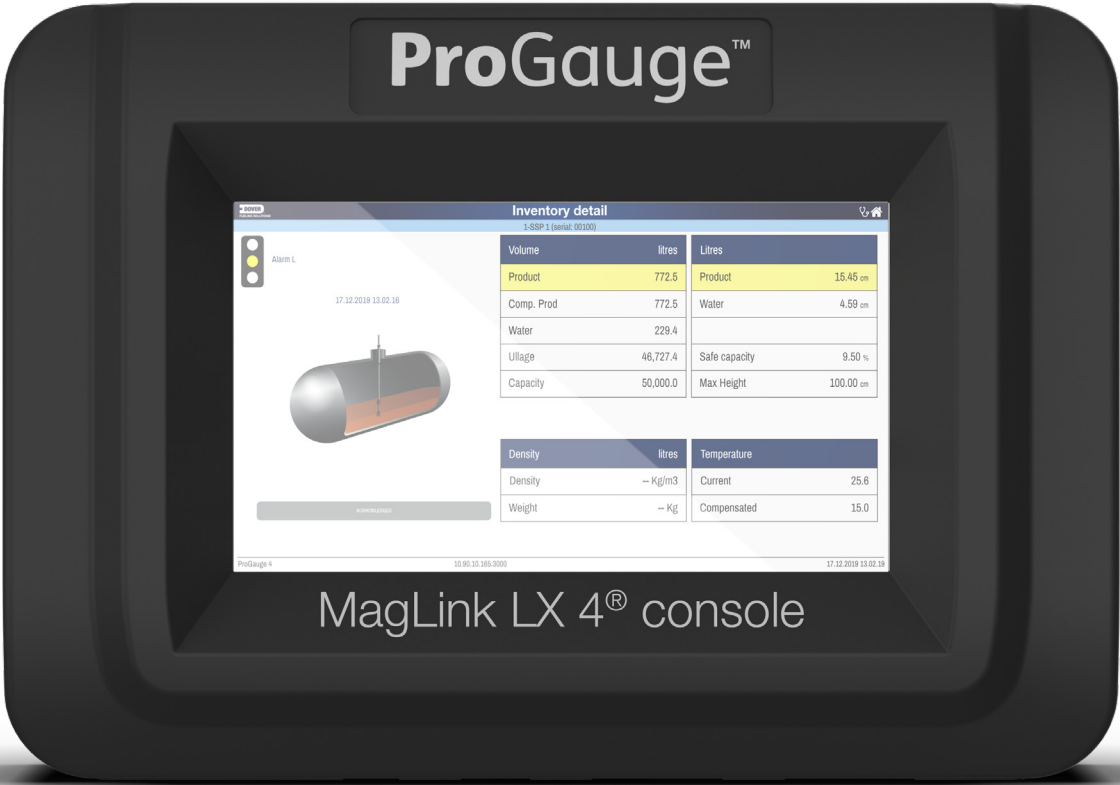 ProGauge™
DOVER
FUELING SOLUTIONS
Inventory detail
1-SSP 1 (serial: 00100)
Alarm L
17.12.2019 13.02.16
ACKNOWLEDGED
Volume litres
Product 772.5
Comp. Prod 772.5
Water 229.4
Ullage 46,727.4
Capacity 50,000.0
Litres
Product 15.45 cm
Water 4.59 cm
Safe capacity 9.50 %
Max Height 100.00 cm
Density litres
Density -- Kg/m3
Weight -- Kg
Temperature
Current 25.6
Compensated 15.0
ProGauge 4 10.90.10.165:3000 17.12.2019 13.02.19
MagLink LX 4® console